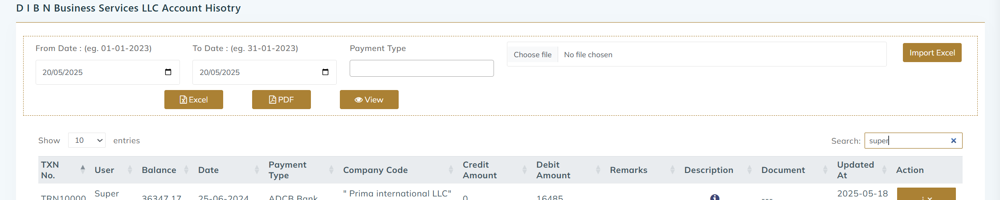 D I B N Business Services LLC Account Hisotry
From Date : (eg. 01-01-2023)
To Date : (eg. 31-01-2023)
Payment Type
Choose file
No file chosen
Import Excel
20/05/2025
20/05/2025
Excel
PDF
View
Show 10 entries
Search: super
TXN No.
User
Balance
Date
Payment Type
Company Code
Credit Amount
Debit Amount
Remarks
Description
Document
Updated At
Action
TRN10000
Super
36347.17
25-06-2024
ADCB Bank
" Prima international LLC"
0
16485
---
2025-05-18